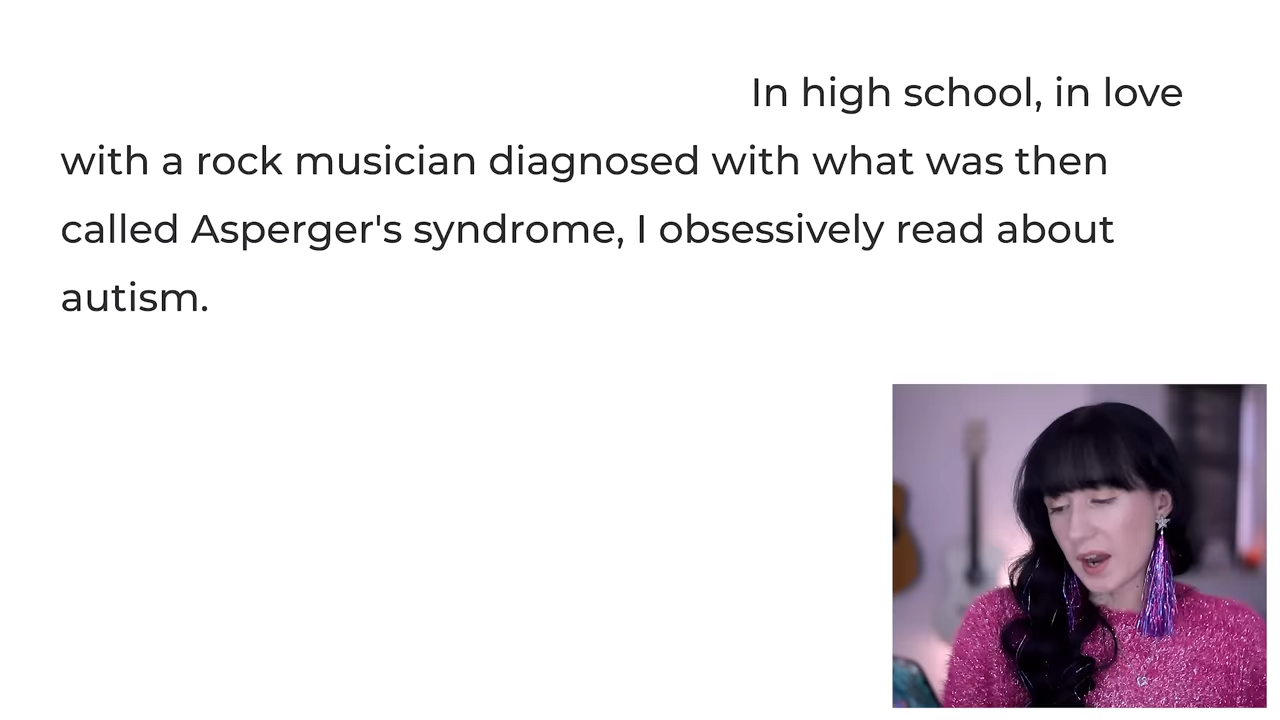 In high school, in love
with a rock musician diagnosed with what was then
called Asperger's syndrome, I obsessively read about
autism.